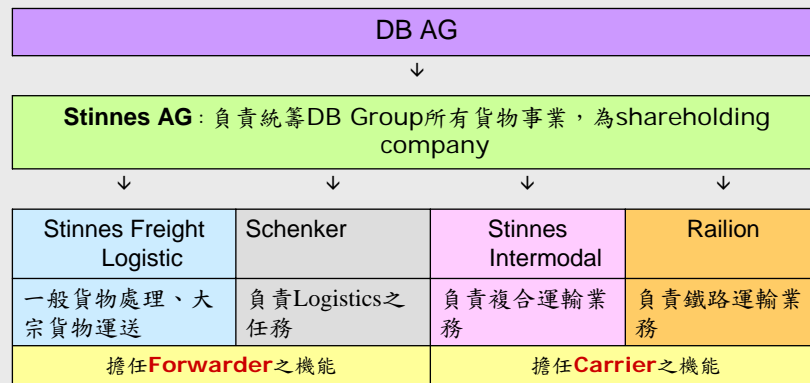 DB AG
↓
Stinnes AG：負責統籌DB Group所有貨物事業，為shareholding
company
↓ ↓ ↓ ↓
Stinnes Freight
Logistic
Schenker
Stinnes
Intermodal
Railion
一般貨物處理、大
宗貨物運送
負責Logistics之
任務
負責複合運輸業
務
負責鐵路運輸業
務
擔任Forwarder之機能
擔任Carrier之機能